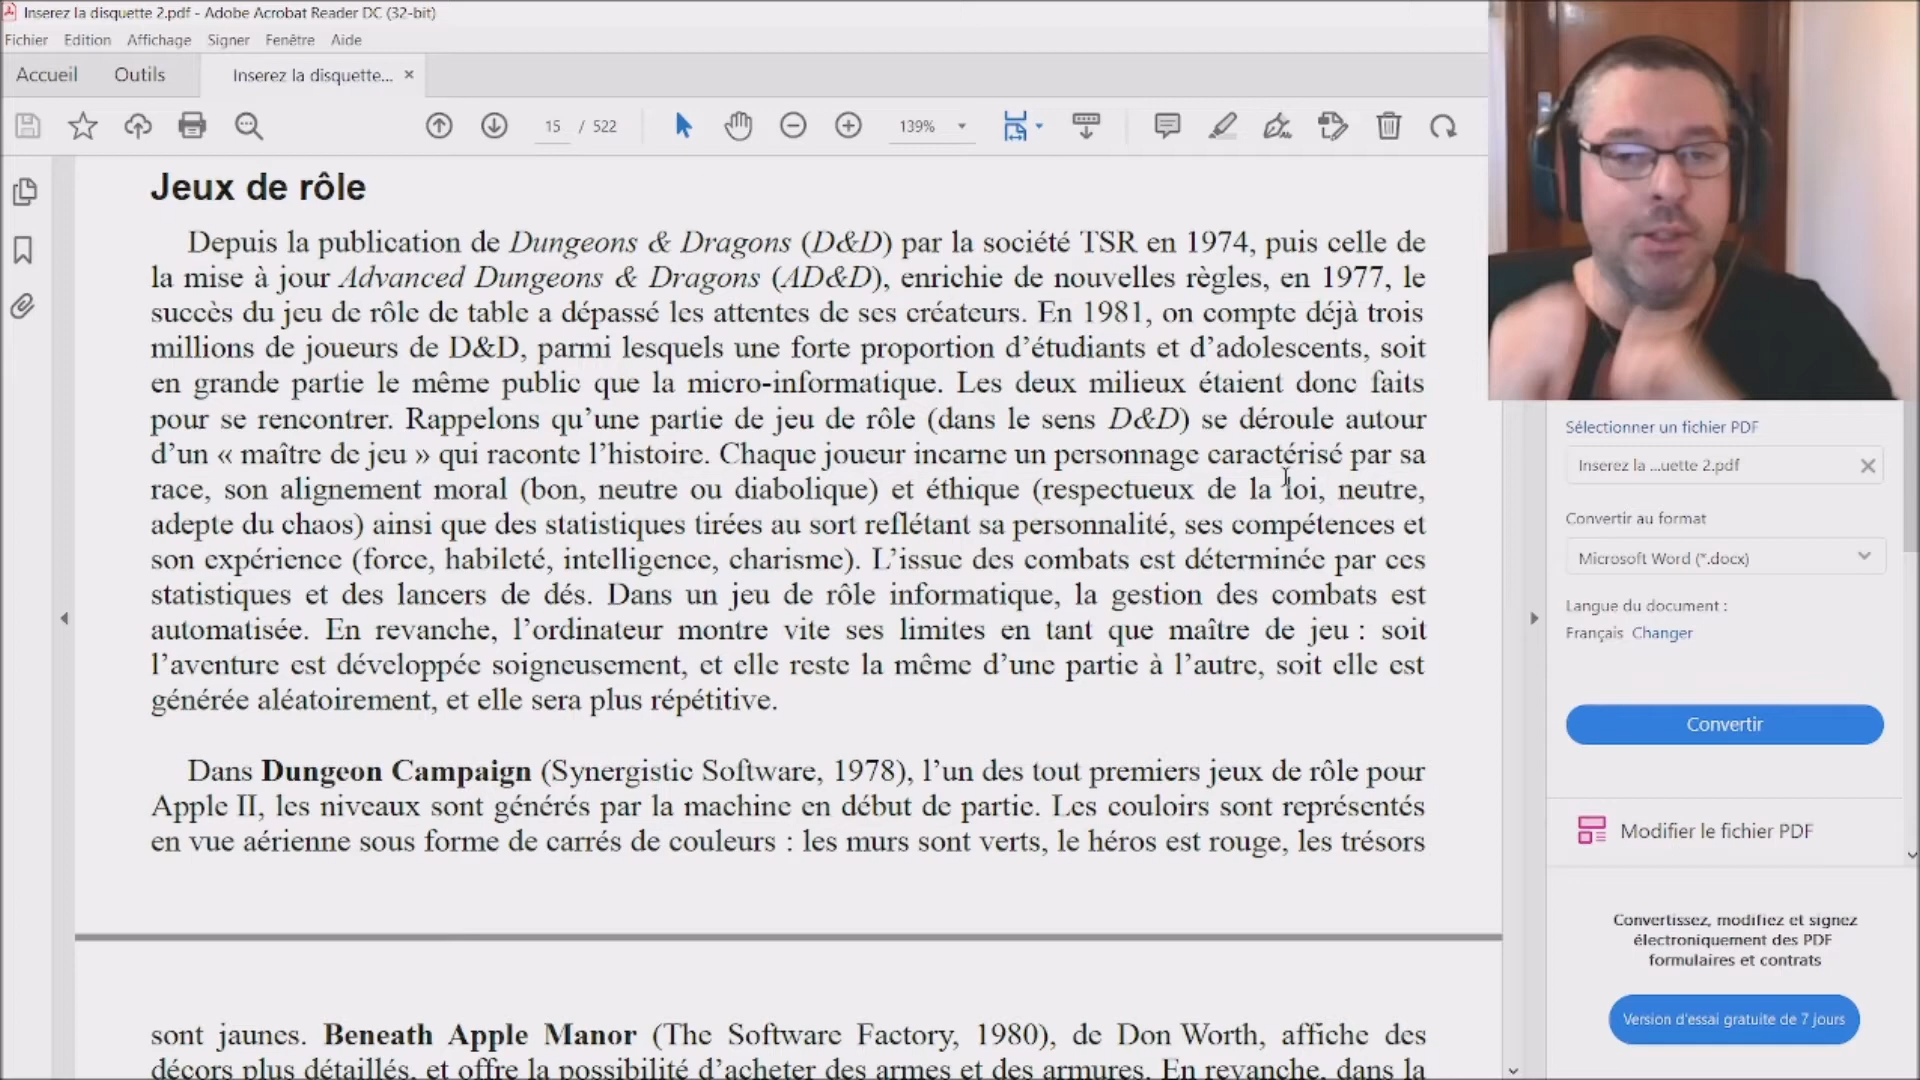 Inserez la disquette 2.pdf - Adobe Acrobat Reader DC (32-bit)
Fichier Edition Affichage Signer Fenêtre Aide
Accueil Outils Inserez la disquette... ×
15 / 522 139%
Jeux de rôle
Depuis la publication de Dungeons & Dragons (D&D) par la société TSR en 1974, puis celle de
la mise à jour Advanced Dungeons & Dragons (AD&D), enrichie de nouvelles règles, en 1977, le
succès du jeu de rôle de table a dépassé les attentes de ses créateurs. En 1981, on compte déjà trois
millions de joueurs de D&D, parmi lesquels une forte proportion d’étudiants et d’adolescents, soit
en grande partie le même public que la micro-informatique. Les deux milieux étaient donc faits
pour se rencontrer. Rappelons qu’une partie de jeu de rôle (dans le sens D&D) se déroule autour
d’un « maître de jeu » qui raconte l’histoire. Chaque joueur incarne un personnage caractérisé par sa
race, son alignement moral (bon, neutre ou diabolique) et éthique (respectueux de la loi, neutre,
adepte du chaos) ainsi que des statistiques tirées au sort reflétant sa personnalité, ses compétences et
son expérience (force, habileté, intelligence, charisme). L’issue des combats est déterminée par ces
statistiques et des lancers de dés. Dans un jeu de rôle informatique, la gestion des combats est
automatisée. En revanche, l’ordinateur montre vite ses limites en tant que maître de jeu : soit
l’aventure est développée soigneusement, et elle reste la même d’une partie à l’autre, soit elle est
générée aléatoirement, et elle sera plus répétitive.
Dans Dungeon Campaign (Synergistic Software, 1978), l’un des tout premiers jeux de rôle pour
Apple II, les niveaux sont générés par la machine en début de partie. Les couloirs sont représentés
en vue aérienne sous forme de carrés de couleurs : les murs sont verts, le héros est rouge, les trésors
sont jaunes. Beneath Apple Manor (The Software Factory, 1980), de Don Worth, affiche des
décors plus détaillés, et offre la possibilité d’acheter des armes et des armures. En revanche, dans la
Sélectionner un fichier PDF
Inserez la ...uette 2.pdf
Convertir au format
Microsoft Word (*.docx)
Langue du document :
Français Changer
Convertir
Modifier le fichier PDF
Convertissez, modifiez et signez
électroniquement des PDF
formulaires et contrats
Version d'essai gratuite de 7 jours